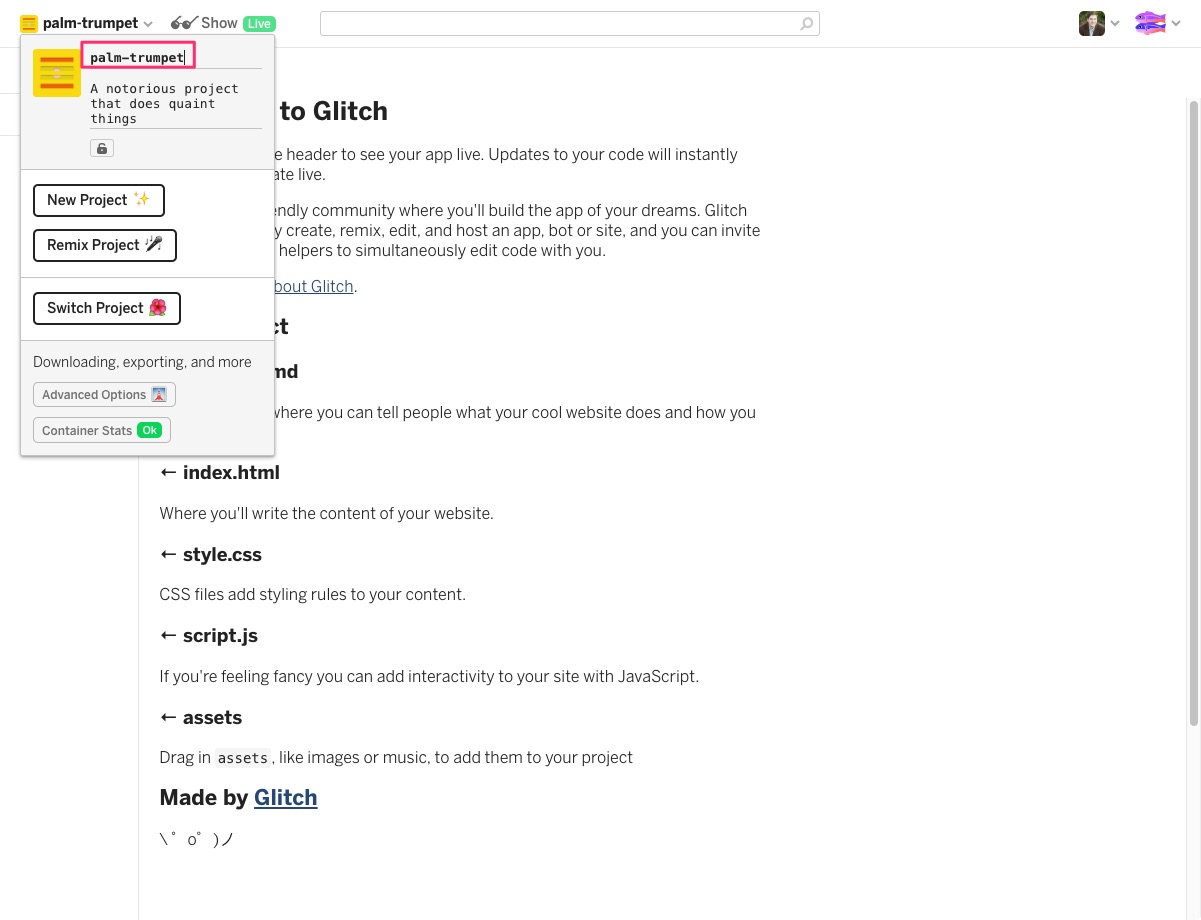 palm-trumpet
Show Live
palm-trumpet
A notorious project
that does quaint
things
New Project ✨
Remix Project 🎤
Switch Project 🌺
Downloading, exporting, and more
Advanced Options
Container Stats Ok
to Glitch
e header to see your app live. Updates to your code will instantly
ate live.
endly community where you'll build the app of your dreams. Glitch
y create, remix, edit, and host an app, bot or site, and you can invite
helpers to simultaneously edit code with you.
bout Glitch.
ct
md
where you can tell people what your cool website does and how you
← index.html
Where you'll write the content of your website.
← style.css
CSS files add styling rules to your content.
← script.js
If you're feeling fancy you can add interactivity to your site with JavaScript.
← assets
Drag in assets, like images or music, to add them to your project
Made by Glitch
\ ゜o゜)ノ